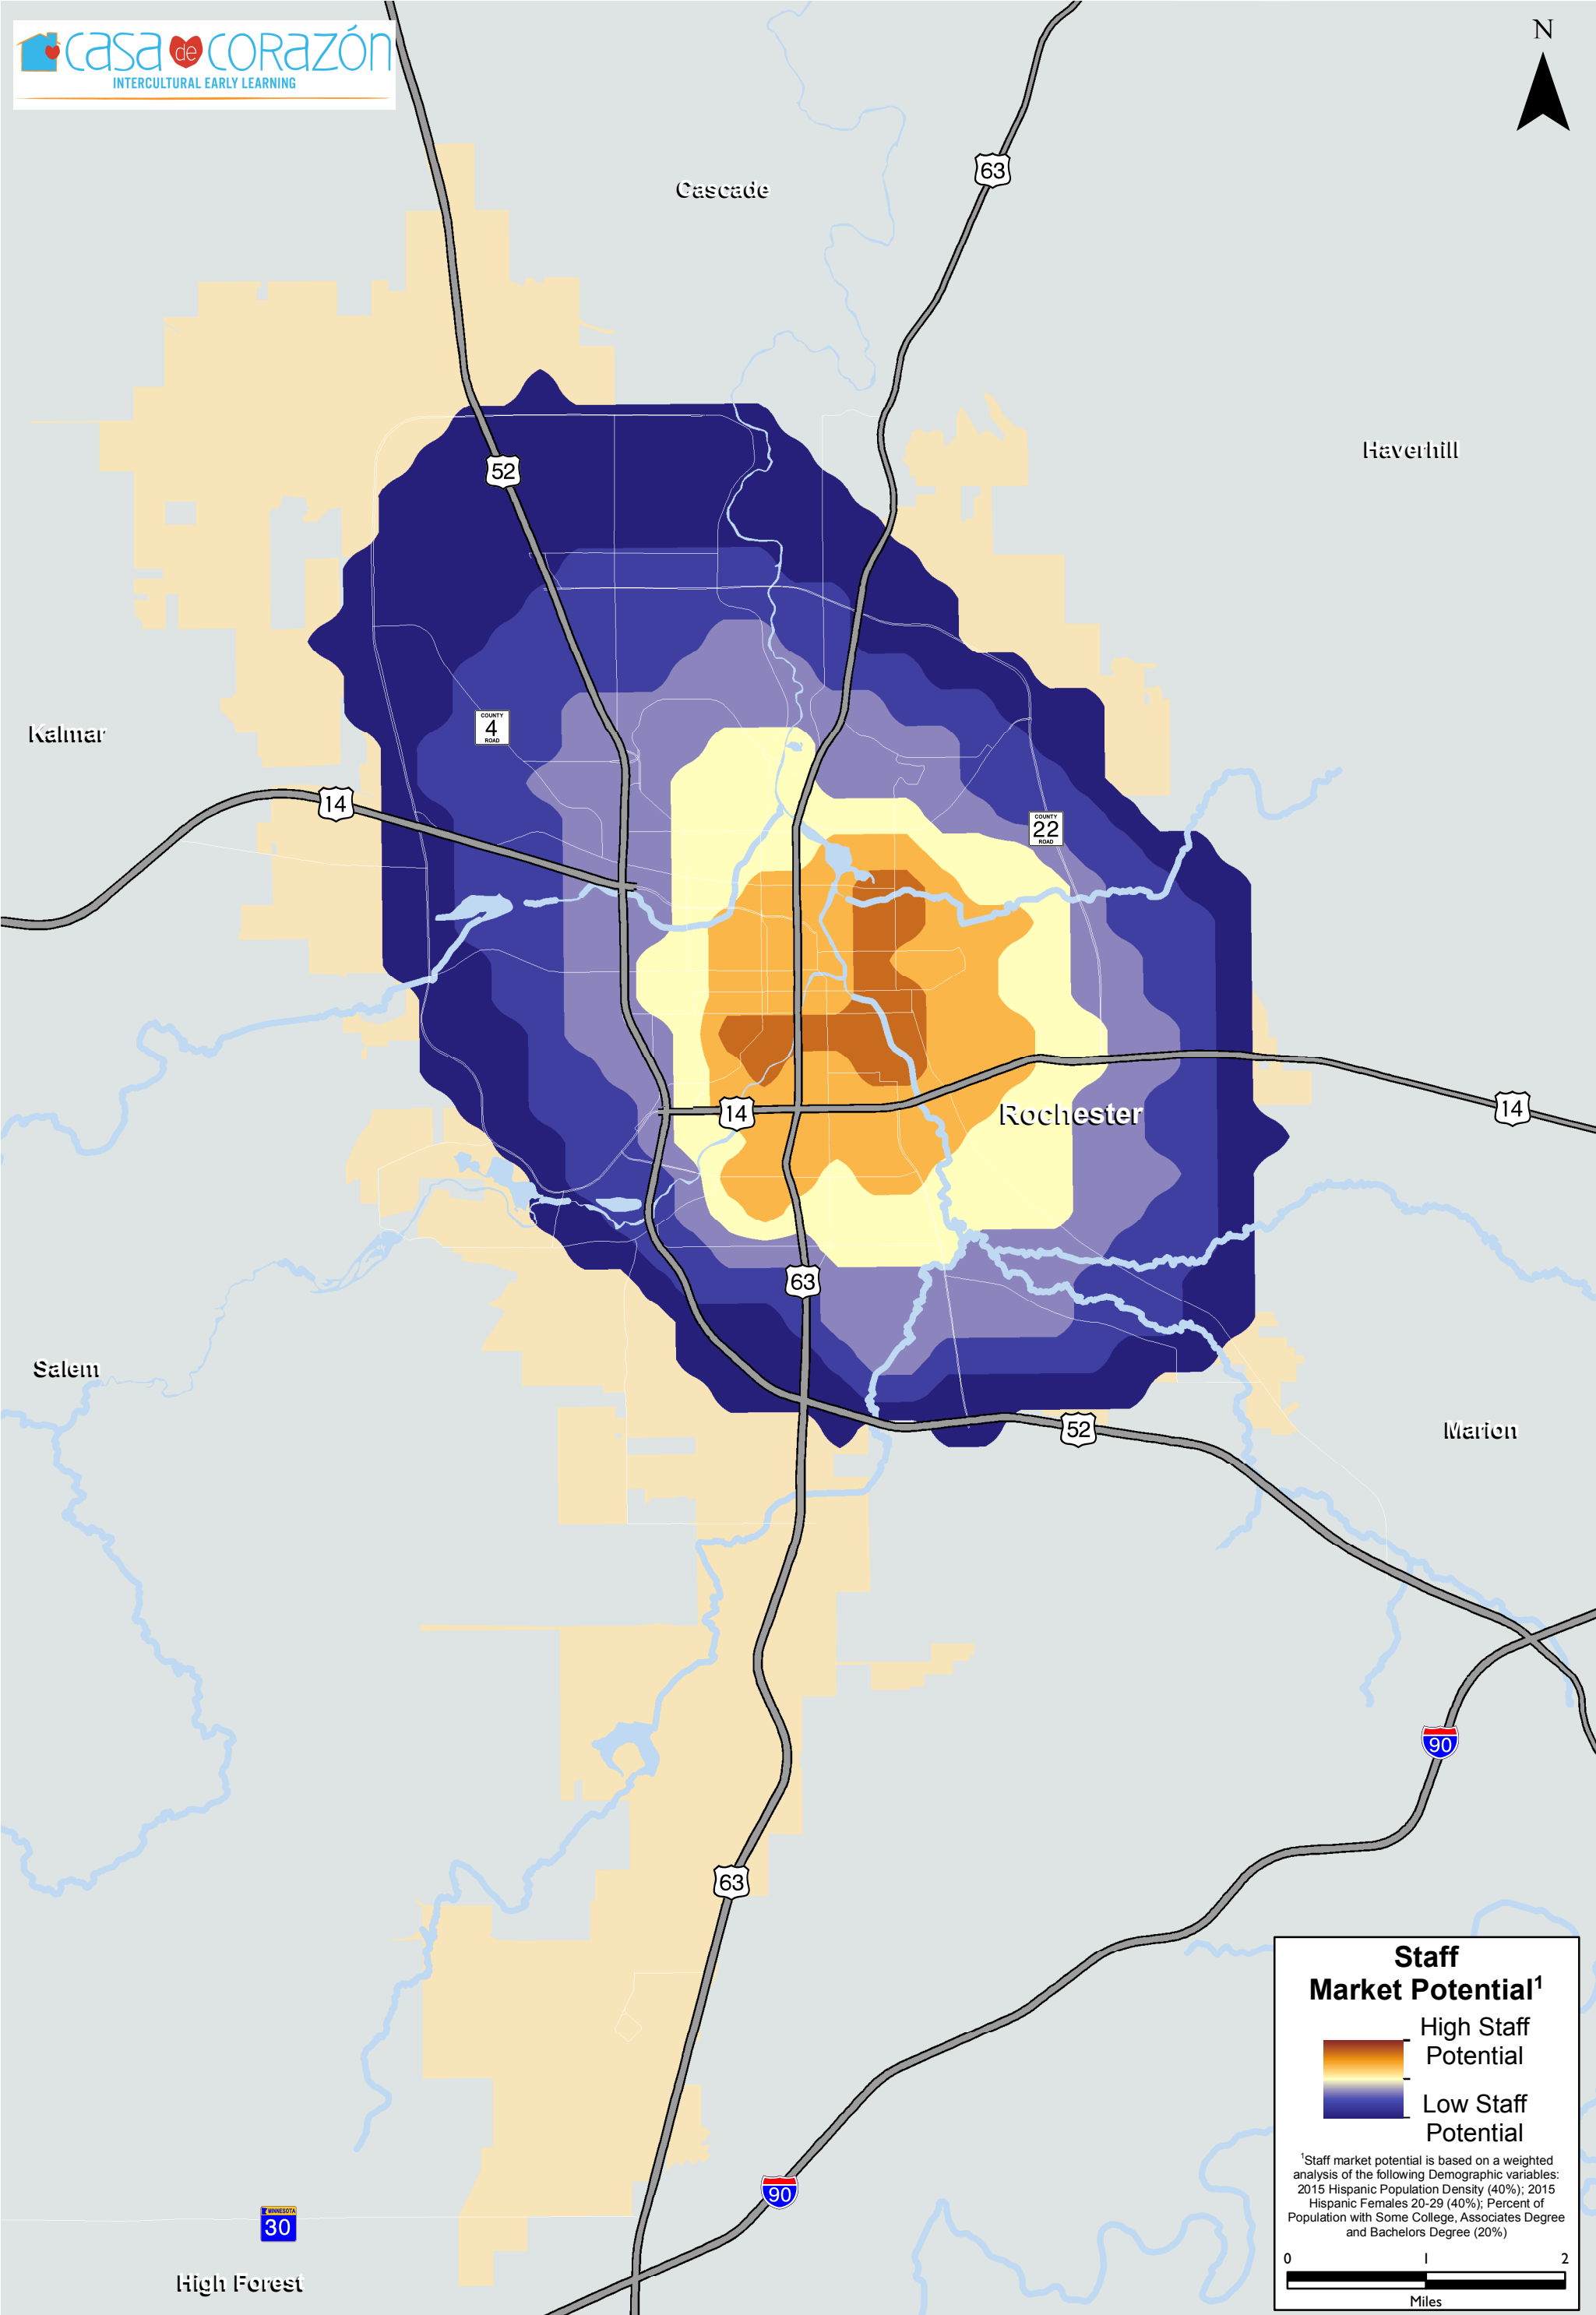 casa de corazón
INTERCULTURAL EARLY LEARNING
N
63
Cascade
Haverhill
52
COUNTY
4
ROAD
Kalmar
14
COUNTY
22
ROAD
14
Rochester
14
63
Salem
52
Marion
90
63
90
MINNESOTA
30
High Forest
Staff
Market Potential¹
High Staff
Potential
Low Staff
Potential
¹Staff market potential is based on a weighted
analysis of the following Demographic variables:
2015 Hispanic Population Density (40%); 2015
Hispanic Females 20-29 (40%); Percent of
Population with Some College, Associates Degree
and Bachelors Degree (20%)
0 1 2
Miles